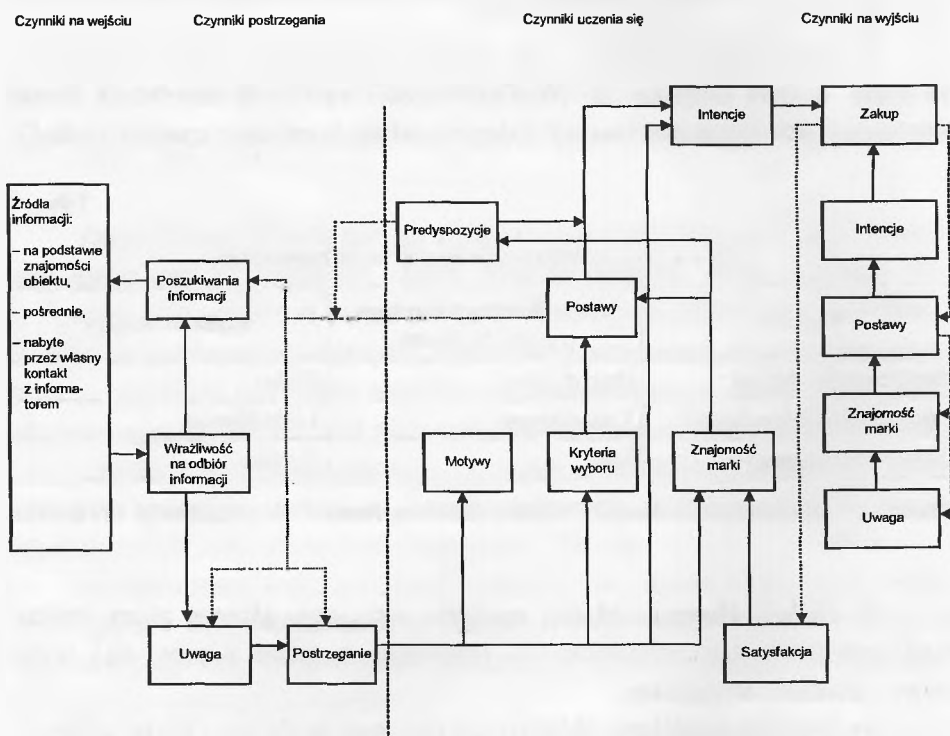 Czynniki na wejściu
Czynniki postrzegania
Czynniki uczenia się
Czynniki na wyjściu
Źródła
informacji:
– na podstawie
znajomości
obiektu,
– pośrednie,
– nabyte
przez własny
kontakt
z informa-
torem
Poszukiwania
informacji
Wrażliwość
na odbiór
informacji
Uwaga
Postrzeganie
Predyspozycje
Postawy
Motywy
Kryteria
wyboru
Znajomość
marki
Intencje
Satysfakcja
Zakup
Intencje
Postawy
Znajomość
marki
Uwaga